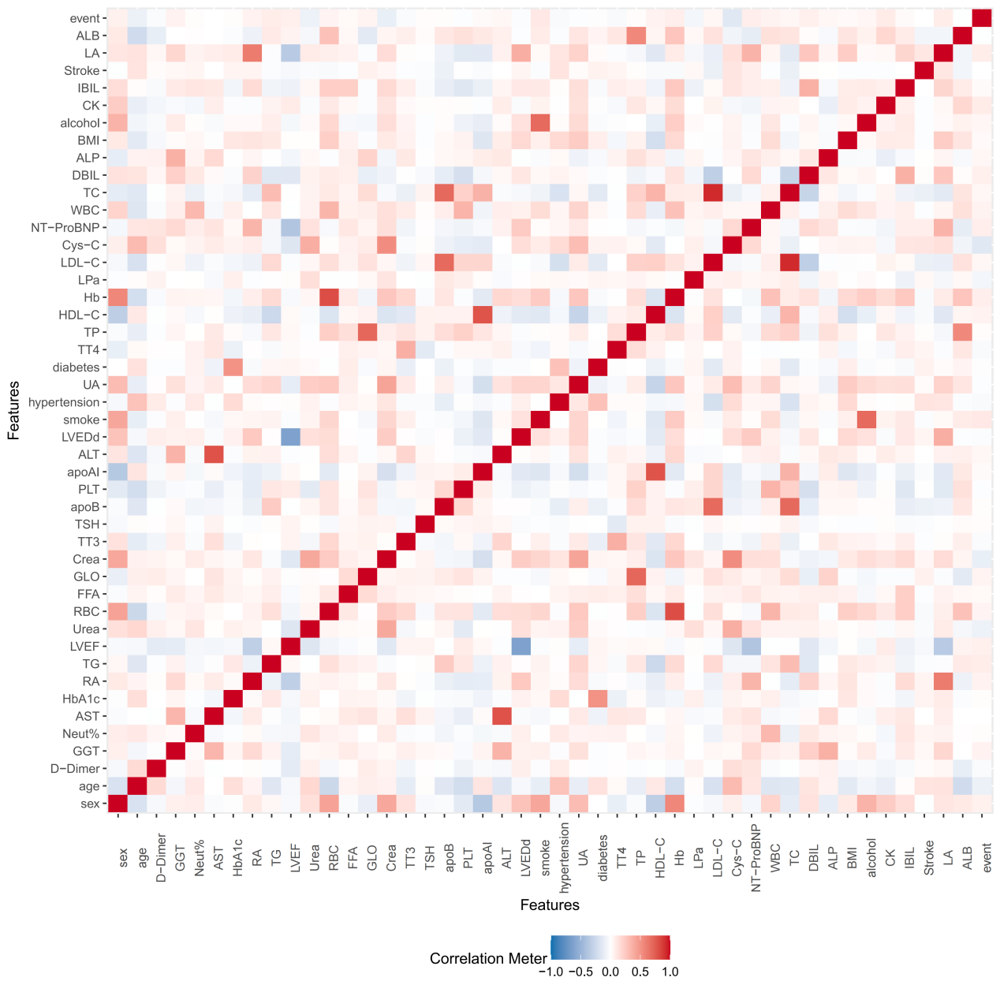 event
ALB
LA
Stroke
IBIL
CK
alcohol
BMI
ALP
DBIL
TC
WBC
NT−ProBNP
Cys−C
LDL−C
LPa
Hb
HDL−C
TP
TT4
diabetes
UA
hypertension
smoke
LVEDd
ALT
apoAI
PLT
apoB
TSH
TT3
Crea
GLO
FFA
RBC
Urea
LVEF
TG
RA
HbA1c
AST
Neut%
GGT
D−Dimer
age
sex
Features
sex
age
D−Dimer
GGT
Neut%
AST
HbA1c
RA
TG
LVEF
Urea
RBC
FFA
GLO
Crea
TT3
TSH
apoB
PLT
apoAI
ALT
LVEDd
smoke
hypertension
UA
diabetes
TT4
TP
HDL−C
Hb
LPa
LDL−C
Cys−C
NT−ProBNP
WBC
TC
DBIL
ALP
BMI
alcohol
CK
IBIL
Stroke
LA
ALB
event
Features
Correlation Meter
−1.0 −0.5 0.0 0.5 1.0